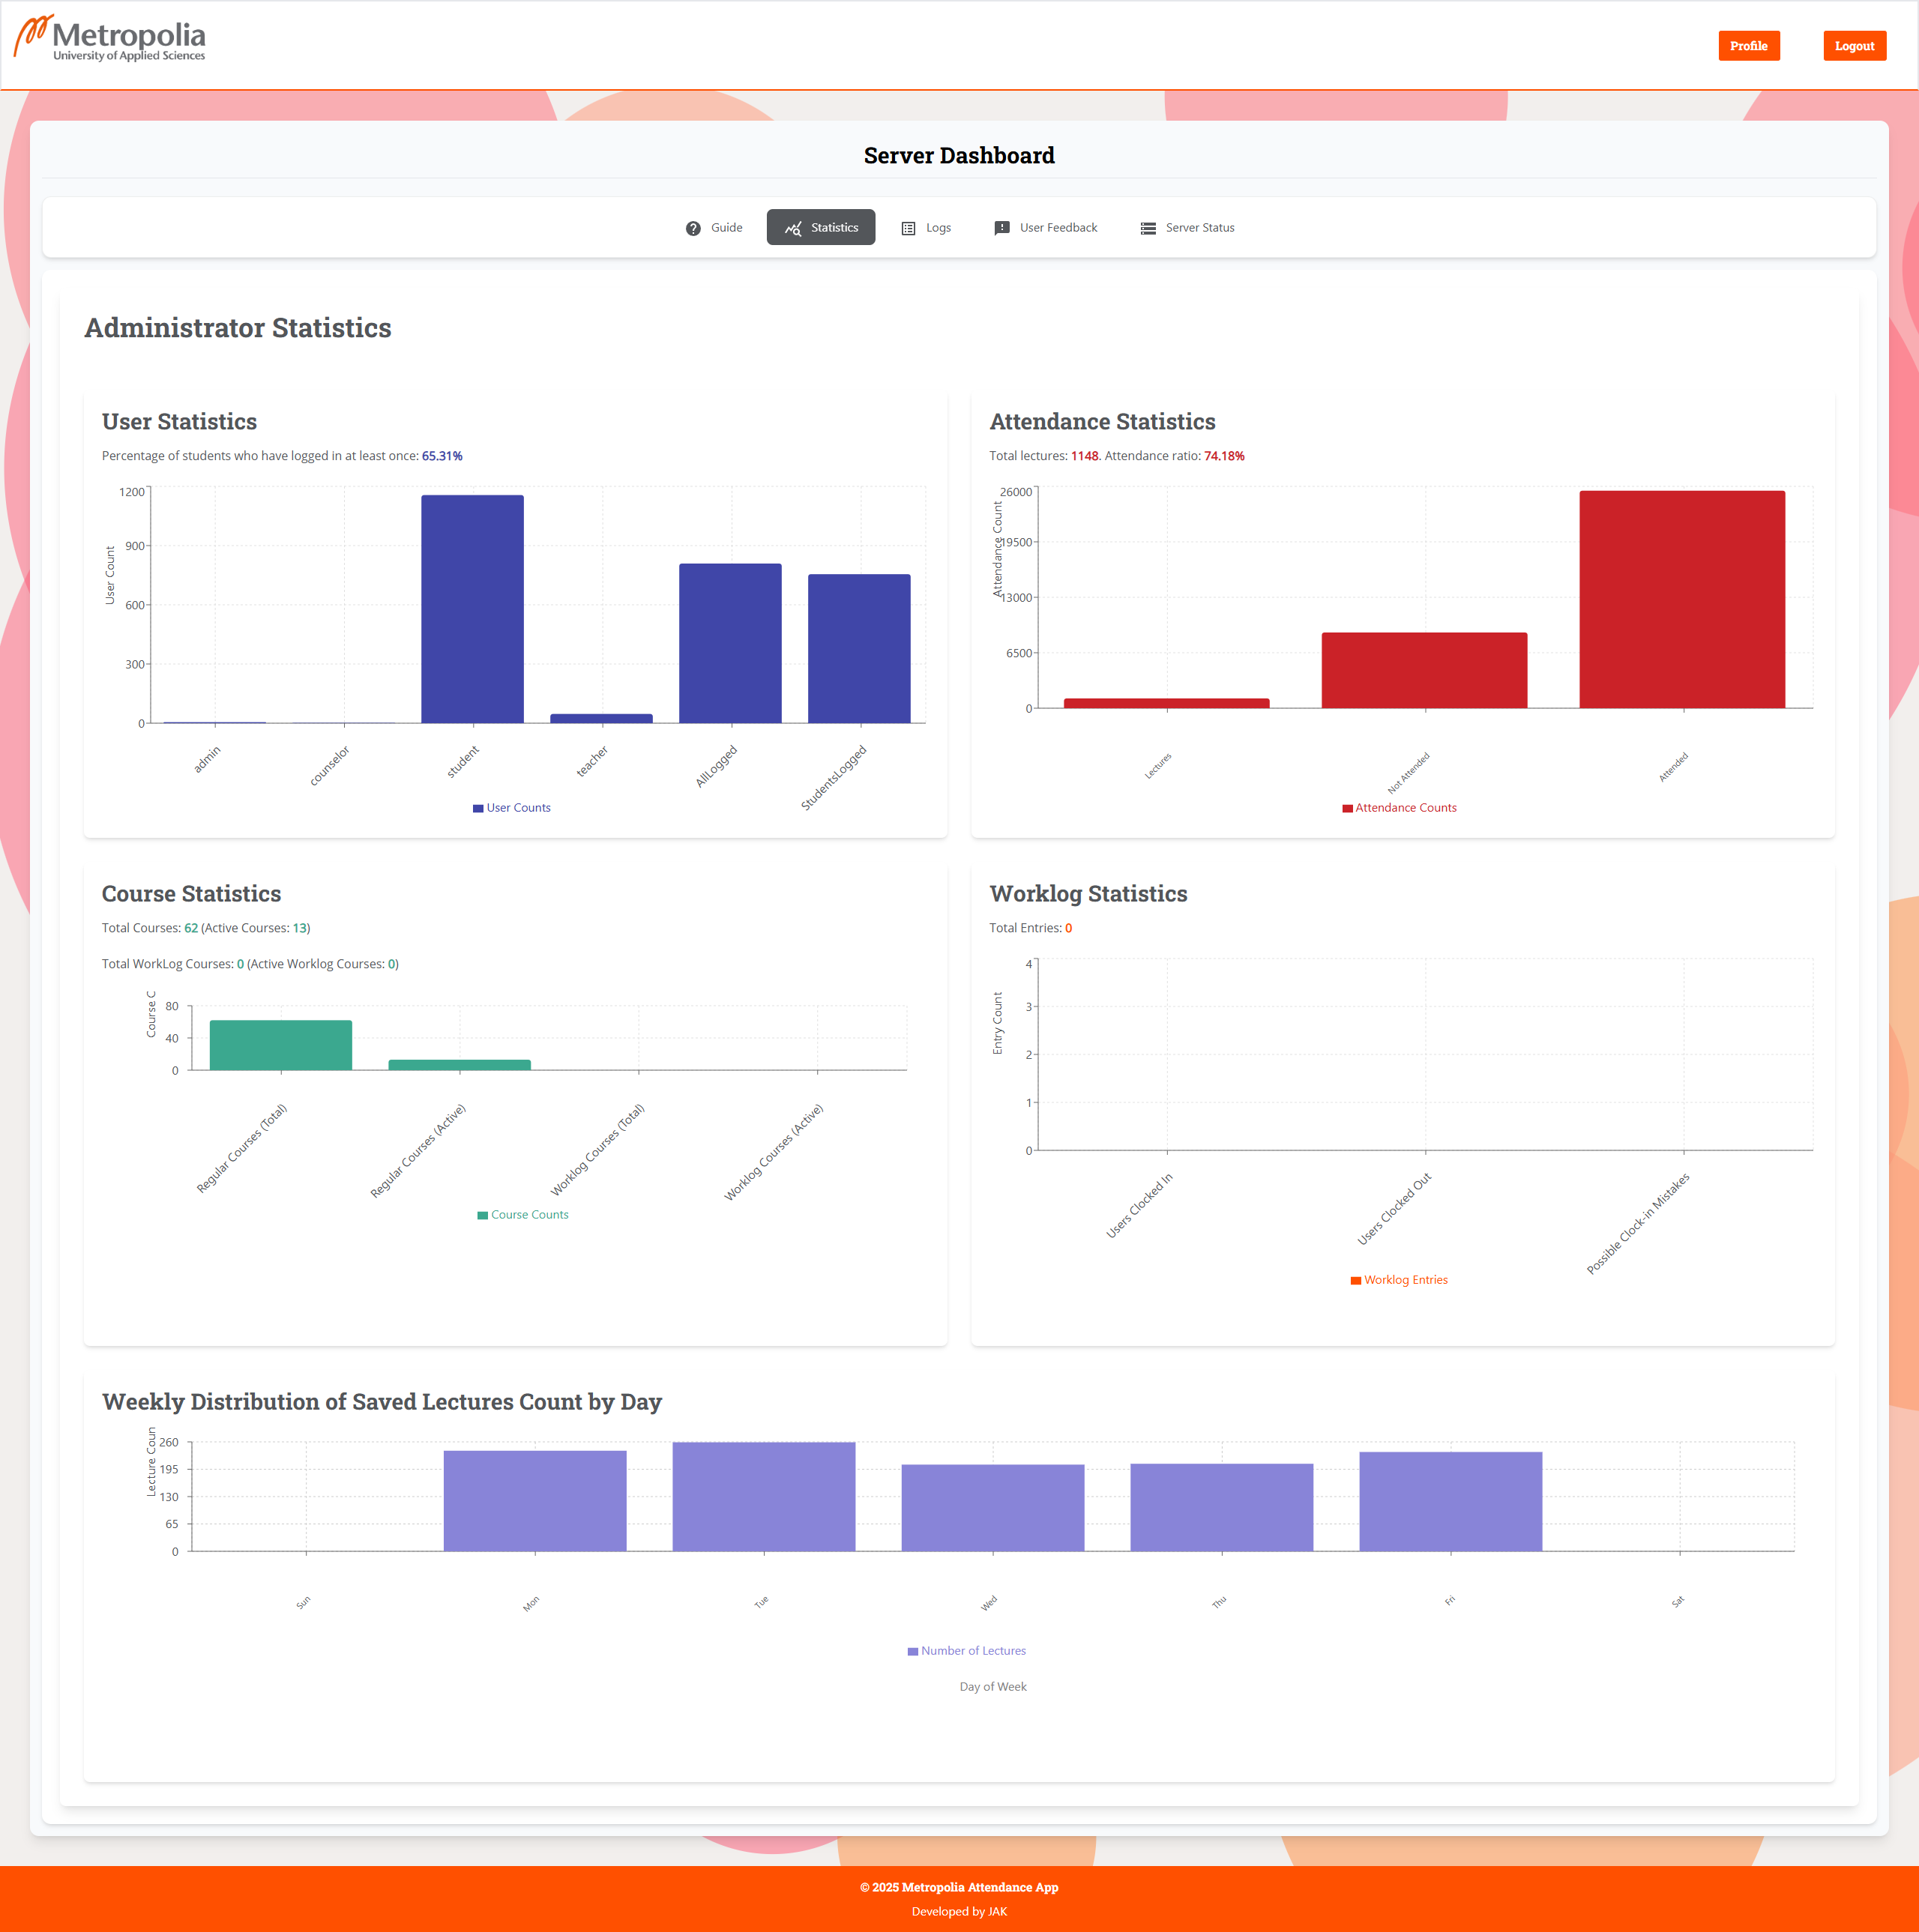 Metropolia
University of Applied Sciences
Profile
Logout
Server Dashboard
Guide
Statistics
Logs
User Feedback
Server Status
Administrator Statistics
User Statistics
Percentage of students who have logged in at least once: 65.31%
1200
900
600
300
0
User Count
admin
counselor
student
teacher
AllLogged
StudentsLogged
User Counts
Attendance Statistics
Total lectures: 1148. Attendance ratio: 74.18%
26000
19500
13000
6500
0
Attendance Count
Lectures
Not Attended
Attended
Attendance Counts
Course Statistics
Total Courses: 62 (Active Courses: 13)
Total WorkLog Courses: 0 (Active Worklog Courses: 0)
80
40
0
Course C
Regular Courses (Total)
Regular Courses (Active)
Worklog Courses (Total)
Worklog Courses (Active)
Course Counts
Worklog Statistics
Total Entries: 0
4
3
2
1
0
Entry Count
Users Clocked In
Users Clocked Out
Possible Clock-in Mistakes
Worklog Entries
Weekly Distribution of Saved Lectures Count by Day
260
195
130
65
0
Lecture Coun
Sun
Mon
Tue
Wed
Thu
Fri
Sat
Number of Lectures
Day of Week
© 2025 Metropolia Attendance App
Developed by JAK